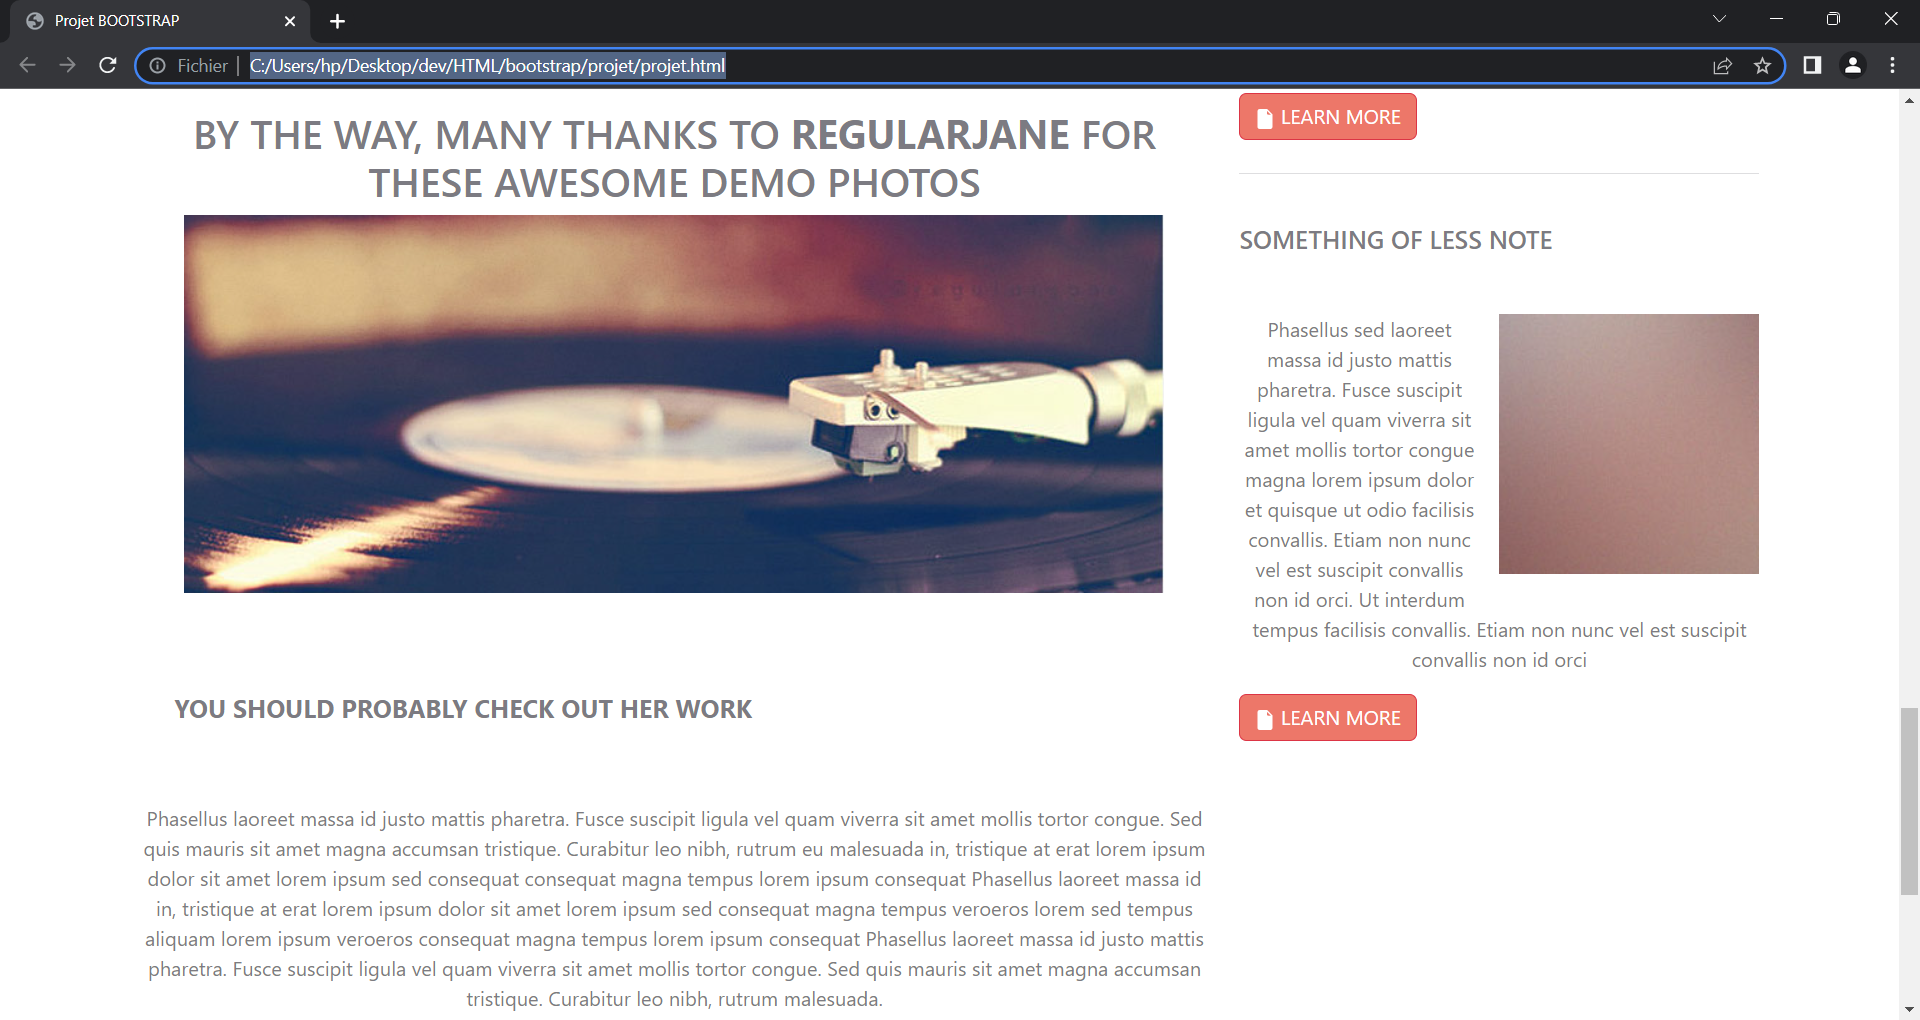 Projet BOOTSTRAP
Fichier
C:/Users/hp/Desktop/dev/HTML/bootstrap/projet/projet.html
BY THE WAY, MANY THANKS TO REGULARJANE FOR
THESE AWESOME DEMO PHOTOS
YOU SHOULD PROBABLY CHECK OUT HER WORK
Phasellus laoreet massa id justo mattis pharetra. Fusce suscipit ligula vel quam viverra sit amet mollis tortor congue. Sed
quis mauris sit amet magna accumsan tristique. Curabitur leo nibh, rutrum eu malesuada in, tristique at erat lorem ipsum
dolor sit amet lorem ipsum sed consequat consequat magna tempus lorem ipsum consequat Phasellus laoreet massa id
in, tristique at erat lorem ipsum dolor sit amet lorem ipsum sed consequat magna tempus veroeros lorem sed tempus
aliquam lorem ipsum veroeros consequat magna tempus lorem ipsum consequat Phasellus laoreet massa id justo mattis
pharetra. Fusce suscipit ligula vel quam viverra sit amet mollis tortor congue. Sed quis mauris sit amet magna accumsan
tristique. Curabitur leo nibh, rutrum malesuada.
LEARN MORE
SOMETHING OF LESS NOTE
Phasellus sed laoreet
massa id justo mattis
pharetra. Fusce suscipit
ligula vel quam viverra sit
amet mollis tortor congue
magna lorem ipsum dolor
et quisque ut odio facilisis
convallis. Etiam non nunc
vel est suscipit convallis
non id orci. Ut interdum
tempus facilisis convallis. Etiam non nunc vel est suscipit
convallis non id orci
LEARN MORE